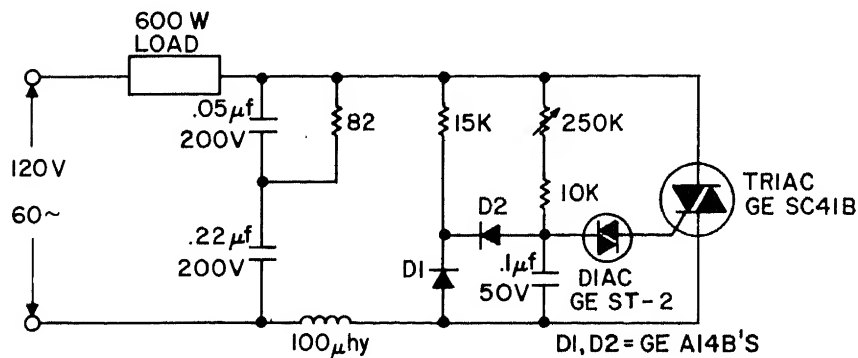 600 W
LOAD
.05µf
200V
82
15K
250K
120V
10K
TRIAC
GE SC41B
60~
D2
.22µf
200V
D1
.1µf
50V
DIAC
GE ST-2
100µhy
D1, D2 = GE A14B'S